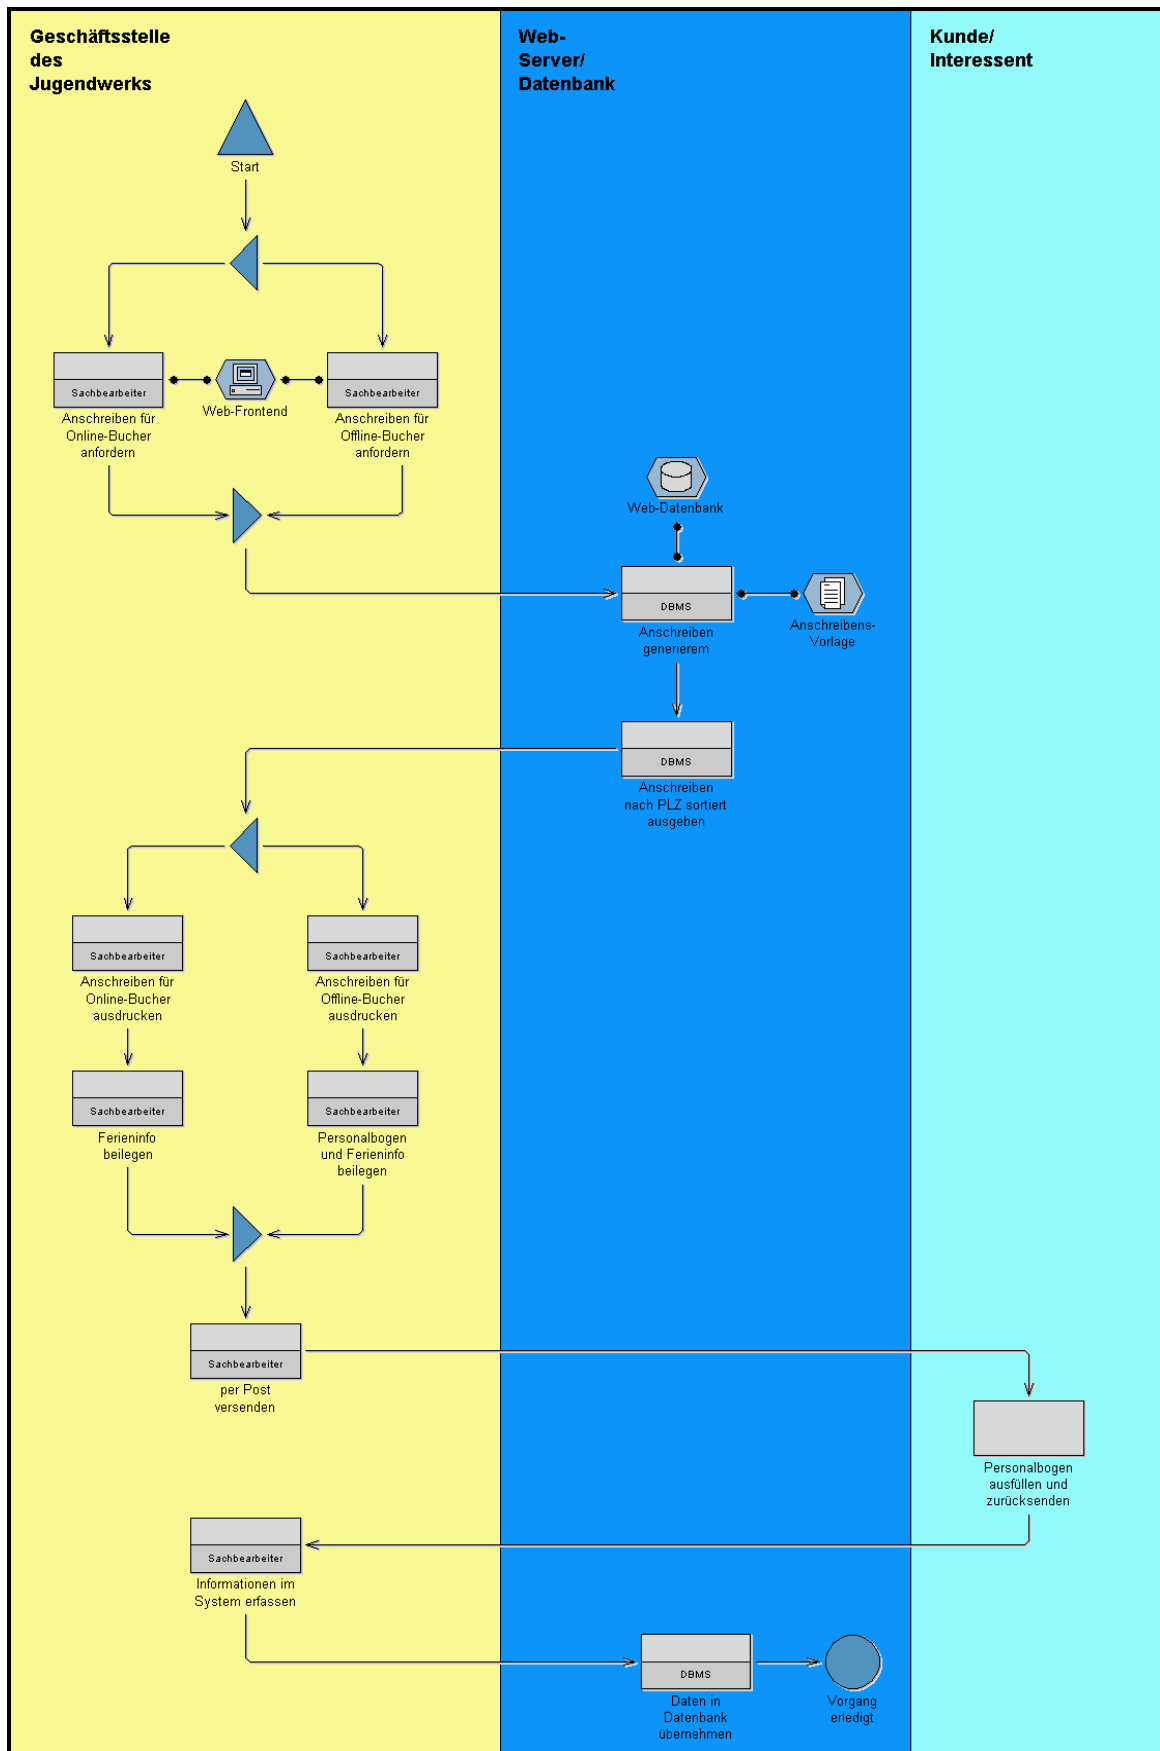 Geschäftsstelle
des
Jugendwerks
Web-
Server/
Datenbank
Kunde/
Interessent
Start
Sachbearbeiter
Anschreiben für
Online-Bucher
anfordern
Web-Frontend
Sachbearbeiter
Anschreiben für
Offline-Bucher
anfordern
Web-Datenbank
DBMS
Anschreiben
generierem
Anschreibens-
Vorlage
DBMS
Anschreiben
nach PLZ sortiert
ausgeben
Sachbearbeiter
Anschreiben für
Online-Bucher
ausdrucken
Sachbearbeiter
Anschreiben für
Offline-Bucher
ausdrucken
Sachbearbeiter
Ferieninfo
beilegen
Sachbearbeiter
Personalbogen
und Ferieninfo
beilegen
Sachbearbeiter
per Post
versenden
Personalbogen
ausfüllen und
zurücksenden
Sachbearbeiter
Informationen im
System erfassen
DBMS
Daten in
Datenbank
übernehmen
Vorgang
erledigt